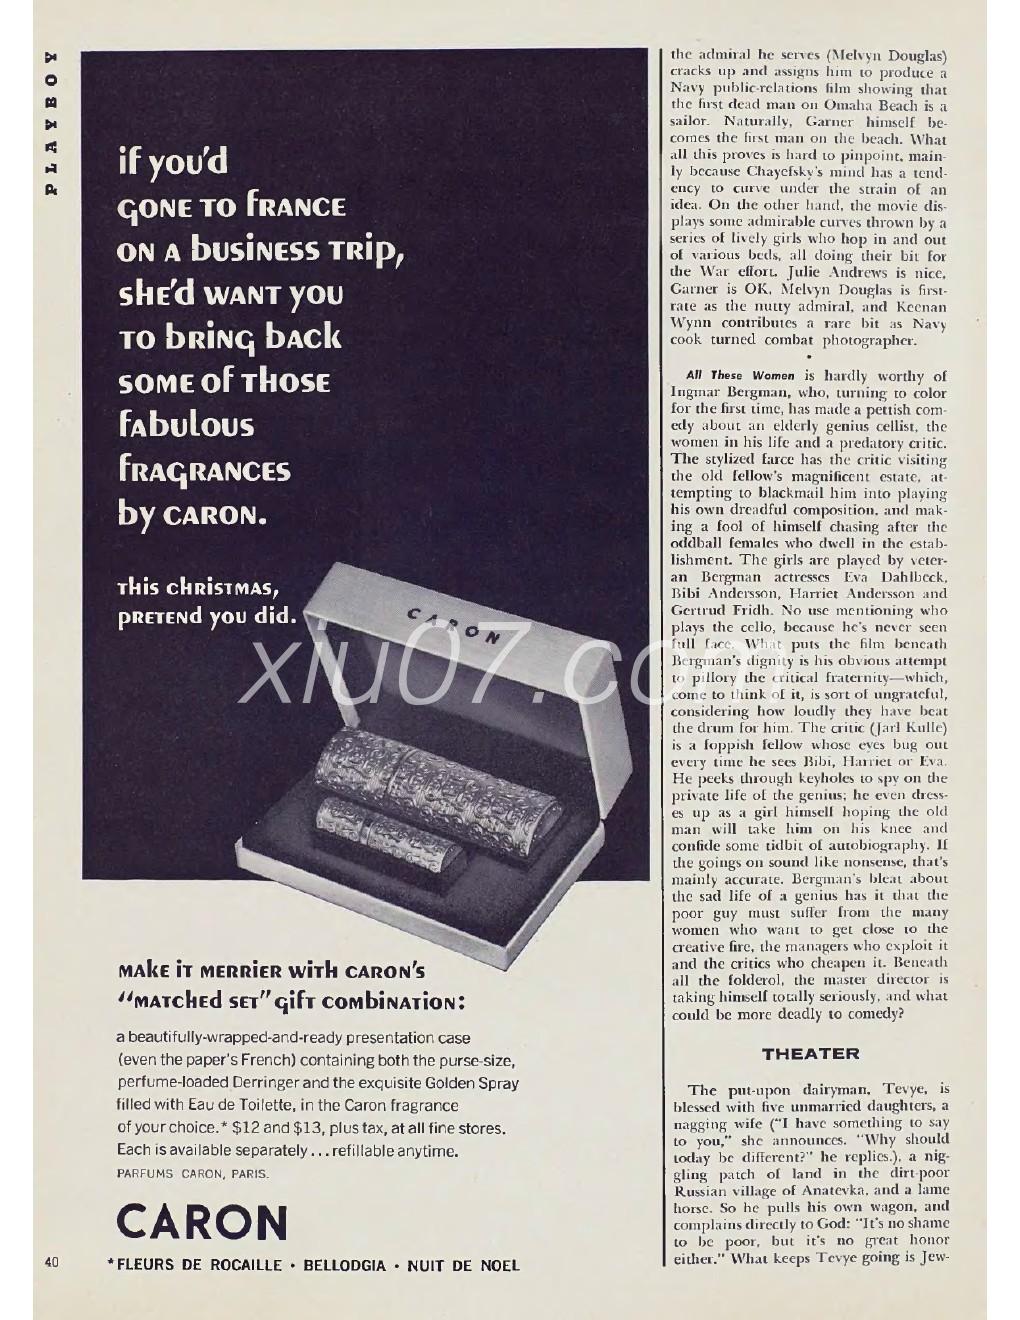 PLAYBOY
if you'd
GONE TO FRANCE
ON A bUSINESS TRip,
sHE'd WANT yOU
TO bRiNG bACk
SOME Of THOSE
fAbulOUS
fRAGRANCES
by CARON.
THis cHRiSTMAS,
pRETENd yOU did.
CARON
MAkE iT MERRiER WiTH CARON'S
"MATCHEd SET" GifT COMbiNATiON:
a beautifully-wrapped-and-ready presentation case
(even the paper's French) containing both the purse-size,
perfume-loaded Derringer and the exquisite Golden Spray
filled with Eau de Toilette, in the Caron fragrance
of your choice.* $12 and $13, plus tax, at all fine stores.
Each is available separately . . . refillable anytime.
PARFUMS CARON, PARIS.
CARON
*FLEURS DE ROCAILLE • BELLODGIA • NUIT DE NOEL
40
the admiral he serves (Melvyn Douglas)
cracks up and assigns him to produce a
Navy public-relations film showing that
the first dead man on Omaha Beach is a
sailor. Naturally, Garner himself be-
comes the first man on the beach. What
all this proves is hard to pinpoint, main-
ly because Chayefsky's mind has a tend-
ency to curve under the strain of an
idea. On the other hand, the movie dis-
plays some admirable curves thrown by a
series of lively girls who hop in and out
of various beds, all doing their bit for
the War effort. Julie Andrews is nice,
Garner is OK, Melvyn Douglas is first-
rate as the nutty admiral, and Keenan
Wynn contributes a rare bit as Navy
cook turned combat photographer.
•
All These Women is hardly worthy of
Ingmar Bergman, who, turning to color
for the first time, has made a pettish com-
edy about an elderly genius cellist, the
women in his life and a predatory critic.
The stylized farce has the critic visiting
the old fellow's magnificent estate, at-
tempting to blackmail him into playing
his own dreadful composition, and mak-
ing a fool of himself chasing after the
oddball females who dwell in the estab-
lishment. The girls are played by veter-
an Bergman actresses Eva Dahlbeck,
Bibi Andersson, Harriet Andersson and
Gertrud Fridh. No use mentioning who
plays the cello, because he's never seen
full face. What puts the film beneath
Bergman's dignity is his obvious attempt
to pillory the critical fraternity—which,
come to think of it, is sort of ungrateful,
considering how loudly they have beat
the drum for him. The critic (Jarl Kulle)
is a foppish fellow whose eyes bug out
every time he sees Bibi, Harriet or Eva.
He peeks through keyholes to spy on the
private life of the genius; he even dress-
es up as a girl himself hoping the old
man will take him on his knee and
confide some tidbit of autobiography. If
the goings on sound like nonsense, that's
mainly accurate. Bergman's bleat about
the sad life of a genius has it that the
poor guy must suffer from the many
women who want to get close to the
creative fire, the managers who exploit it
and the critics who cheapen it. Beneath
all the folderol, the master director is
taking himself totally seriously, and what
could be more deadly to comedy?
THEATER
The put-upon dairyman, Tevye, is
blessed with five unmarried daughters, a
nagging wife ("I have something to say
to you," she announces. "Why should
today be different?" he replies.), a nig-
gling patch of land in the dirt-poor
Russian village of Anatevka, and a lame
horse. So he pulls his own wagon, and
complains directly to God: "It's no shame
to be poor, but it's no great honor
either." What keeps Tevye going is Jew-
xiu07.com